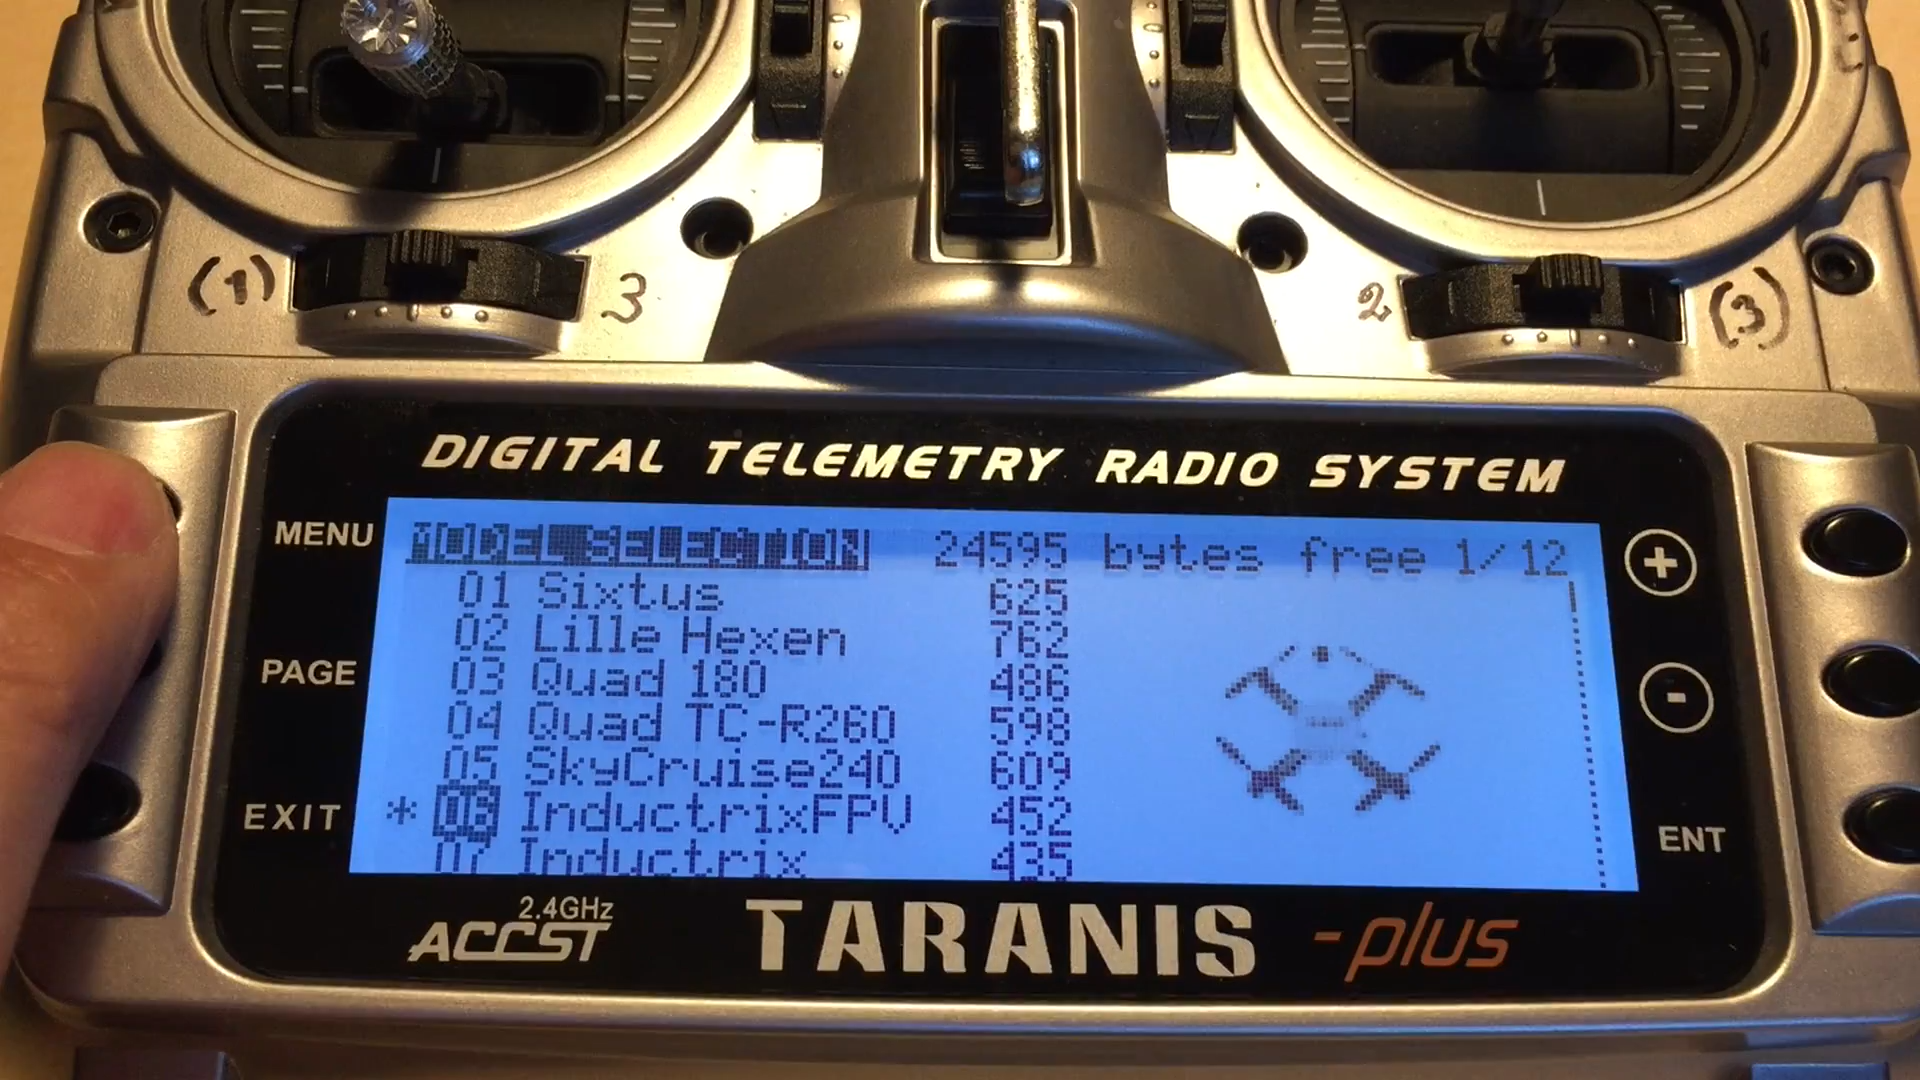 (1) 3 2 (3)
DIGITAL TELEMETRY RADIO SYSTEM
MENU
PAGE
EXIT
MODEL SELECTION 24595 bytes free 1/12
01 Sixtus 625
02 Lille Hexen 762
03 Quad 180 486
04 Quad TC-R260 598
05 SkyCruise240 609
* 06 InductrixFPV 452
07 Inductrix 435
+
-
ENT
2.4GHz
ACCST
TARANIS -plus